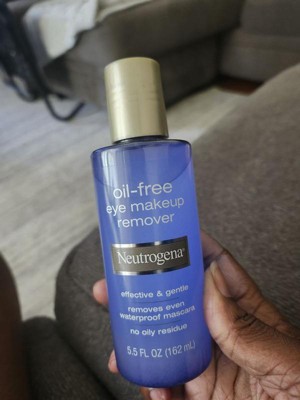 oil-free
eye makeup
remover
Neutrogena®
effective & gentle
removes even
waterproof mascara
no oily residue
5.5 FL OZ (162 mL)